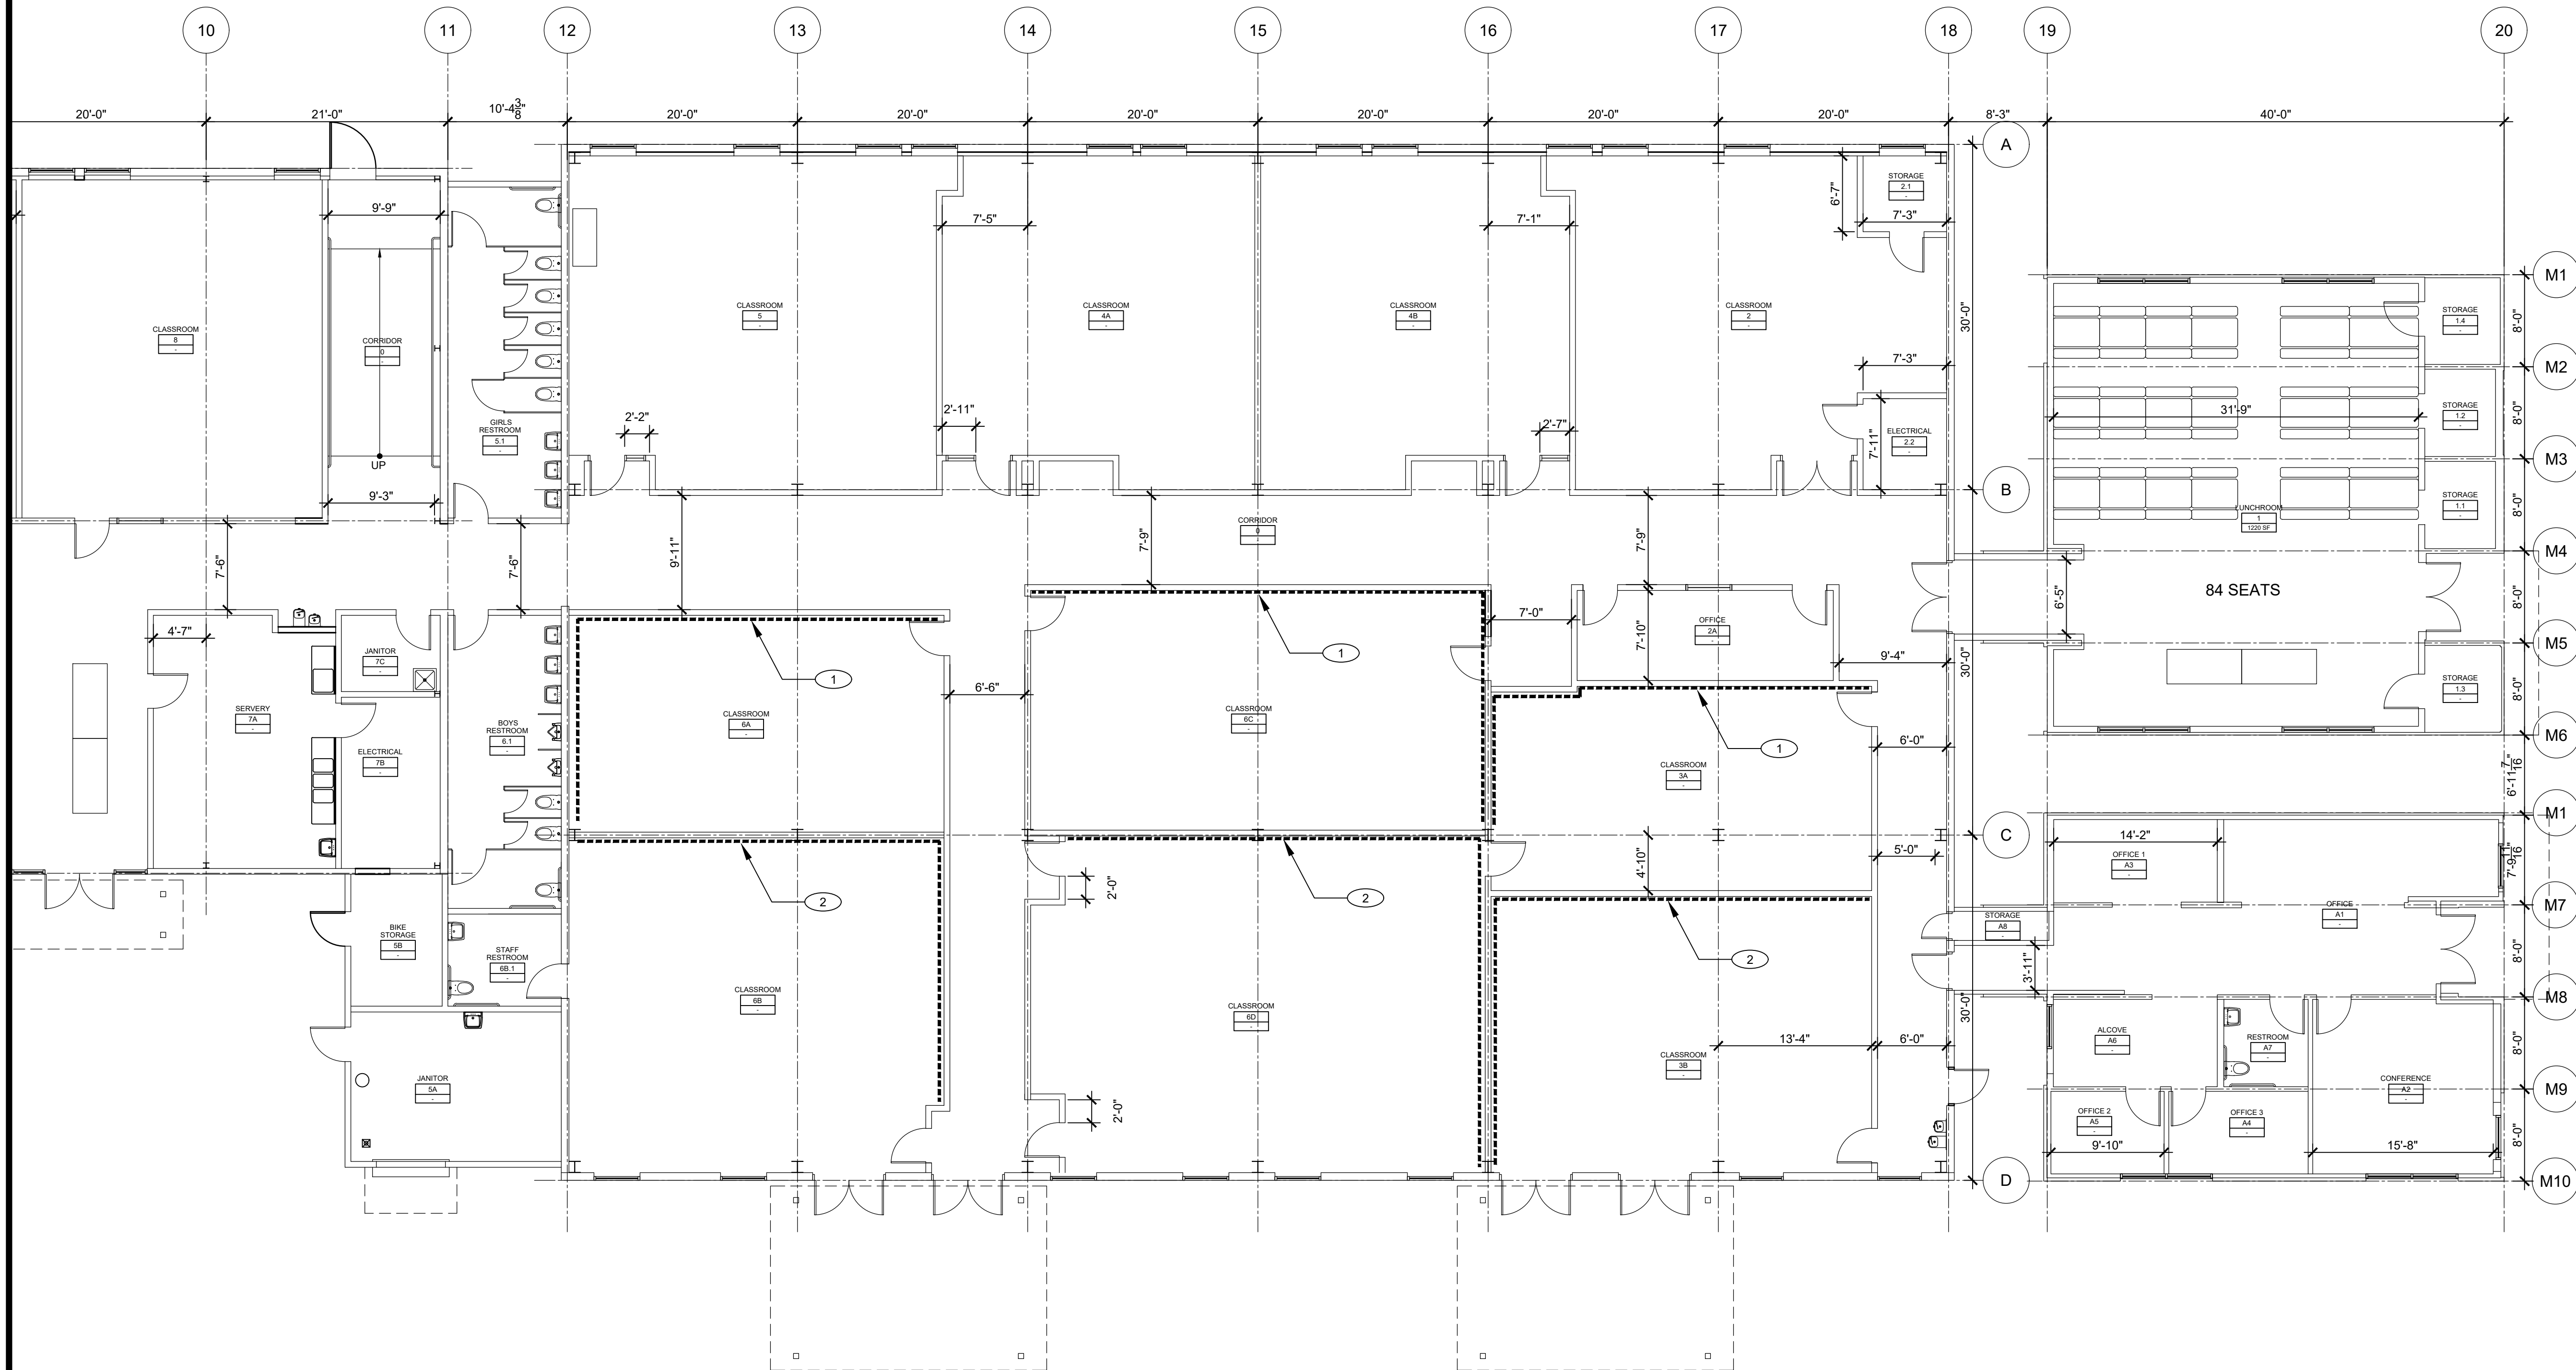 10
11
12
13
14
15
16
17
18
19
20
20'-0"
21'-0"
10'-4 3/8"
20'-0"
20'-0"
20'-0"
20'-0"
20'-0"
20'-0"
8'-3"
40'-0"
A
B
C
D
M1
M2
M3
M4
M5
M6
M1
M7
M8
M9
M10
30'-0"
30'-0"
30'-0"
8'-0"
8'-0"
8'-0"
8'-0"
8'-0"
6'-11 7/16
7'-9 11/16
8'-0"
8'-0"
8'-0"
CLASSROOM
8
-
9'-9"
CORRIDOR
0
-
UP
9'-3"
GIRLS
RESTROOM
5.1
-
CLASSROOM
5
-
2'-2"
7'-5"
CLASSROOM
4A
-
2'-11"
CLASSROOM
4B
-
7'-1"
2'-7"
CLASSROOM
2
-
6'-7"
STORAGE
2.1
-
7'-3"
7'-3"
7'-11"
ELECTRICAL
2.2
-
STORAGE
1.4
-
STORAGE
1.2
-
31'-9"
STORAGE
1.1
-
LUNCHROOM
1
1220 SF
84 SEATS
6'-5"
STORAGE
1.3
-
7'-6"
7'-6"
9'-11"
7'-9"
CORRIDOR
0
7'-9"
4'-7"
JANITOR
7C
-
SERVERY
7A
-
ELECTRICAL
7B
-
BOYS
RESTROOM
6.1
-
CLASSROOM
6A
-
1
6'-6"
CLASSROOM
6C
-
1
7'-0"
7'-10"
OFFICE
2A
-
9'-4"
CLASSROOM
3A
-
1
6'-0"
4'-10"
5'-0"
BIKE
STORAGE
5B
-
STAFF
RESTROOM
6B.1
-
JANITOR
5A
-
CLASSROOM
6B
-
2
2'-0"
2'-0"
CLASSROOM
6D
-
2
CLASSROOM
3B
-
2
13'-4"
6'-0"
14'-2"
OFFICE 1
A3
-
OFFICE
A1
-
STORAGE
A8
-
3'-11"
ALCOVE
A6
-
RESTROOM
A7
-
CONFERENCE
A2
-
OFFICE 2
A5
-
9'-10"
OFFICE 3
A4
-
15'-8"